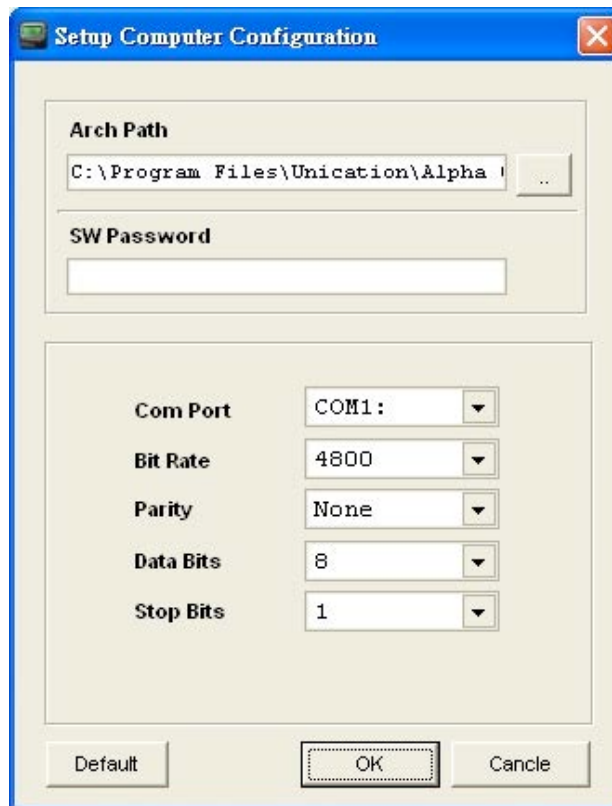 Setup Computer Configuration
Arch Path
C:\Program Files\Unication\Alpha
..
SW Password
Com Port COM1:
Bit Rate 4800
Parity None
Data Bits 8
Stop Bits 1
Default OK Cancle